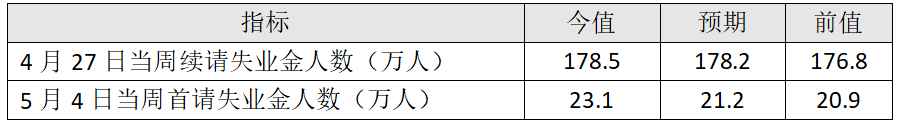 指标 今值 预期 前值
4 月 27 日当周续请失业金人数（万人） 178.5 178.2 176.8
5 月 4 日当周首请失业金人数（万人） 23.1 21.2 20.9